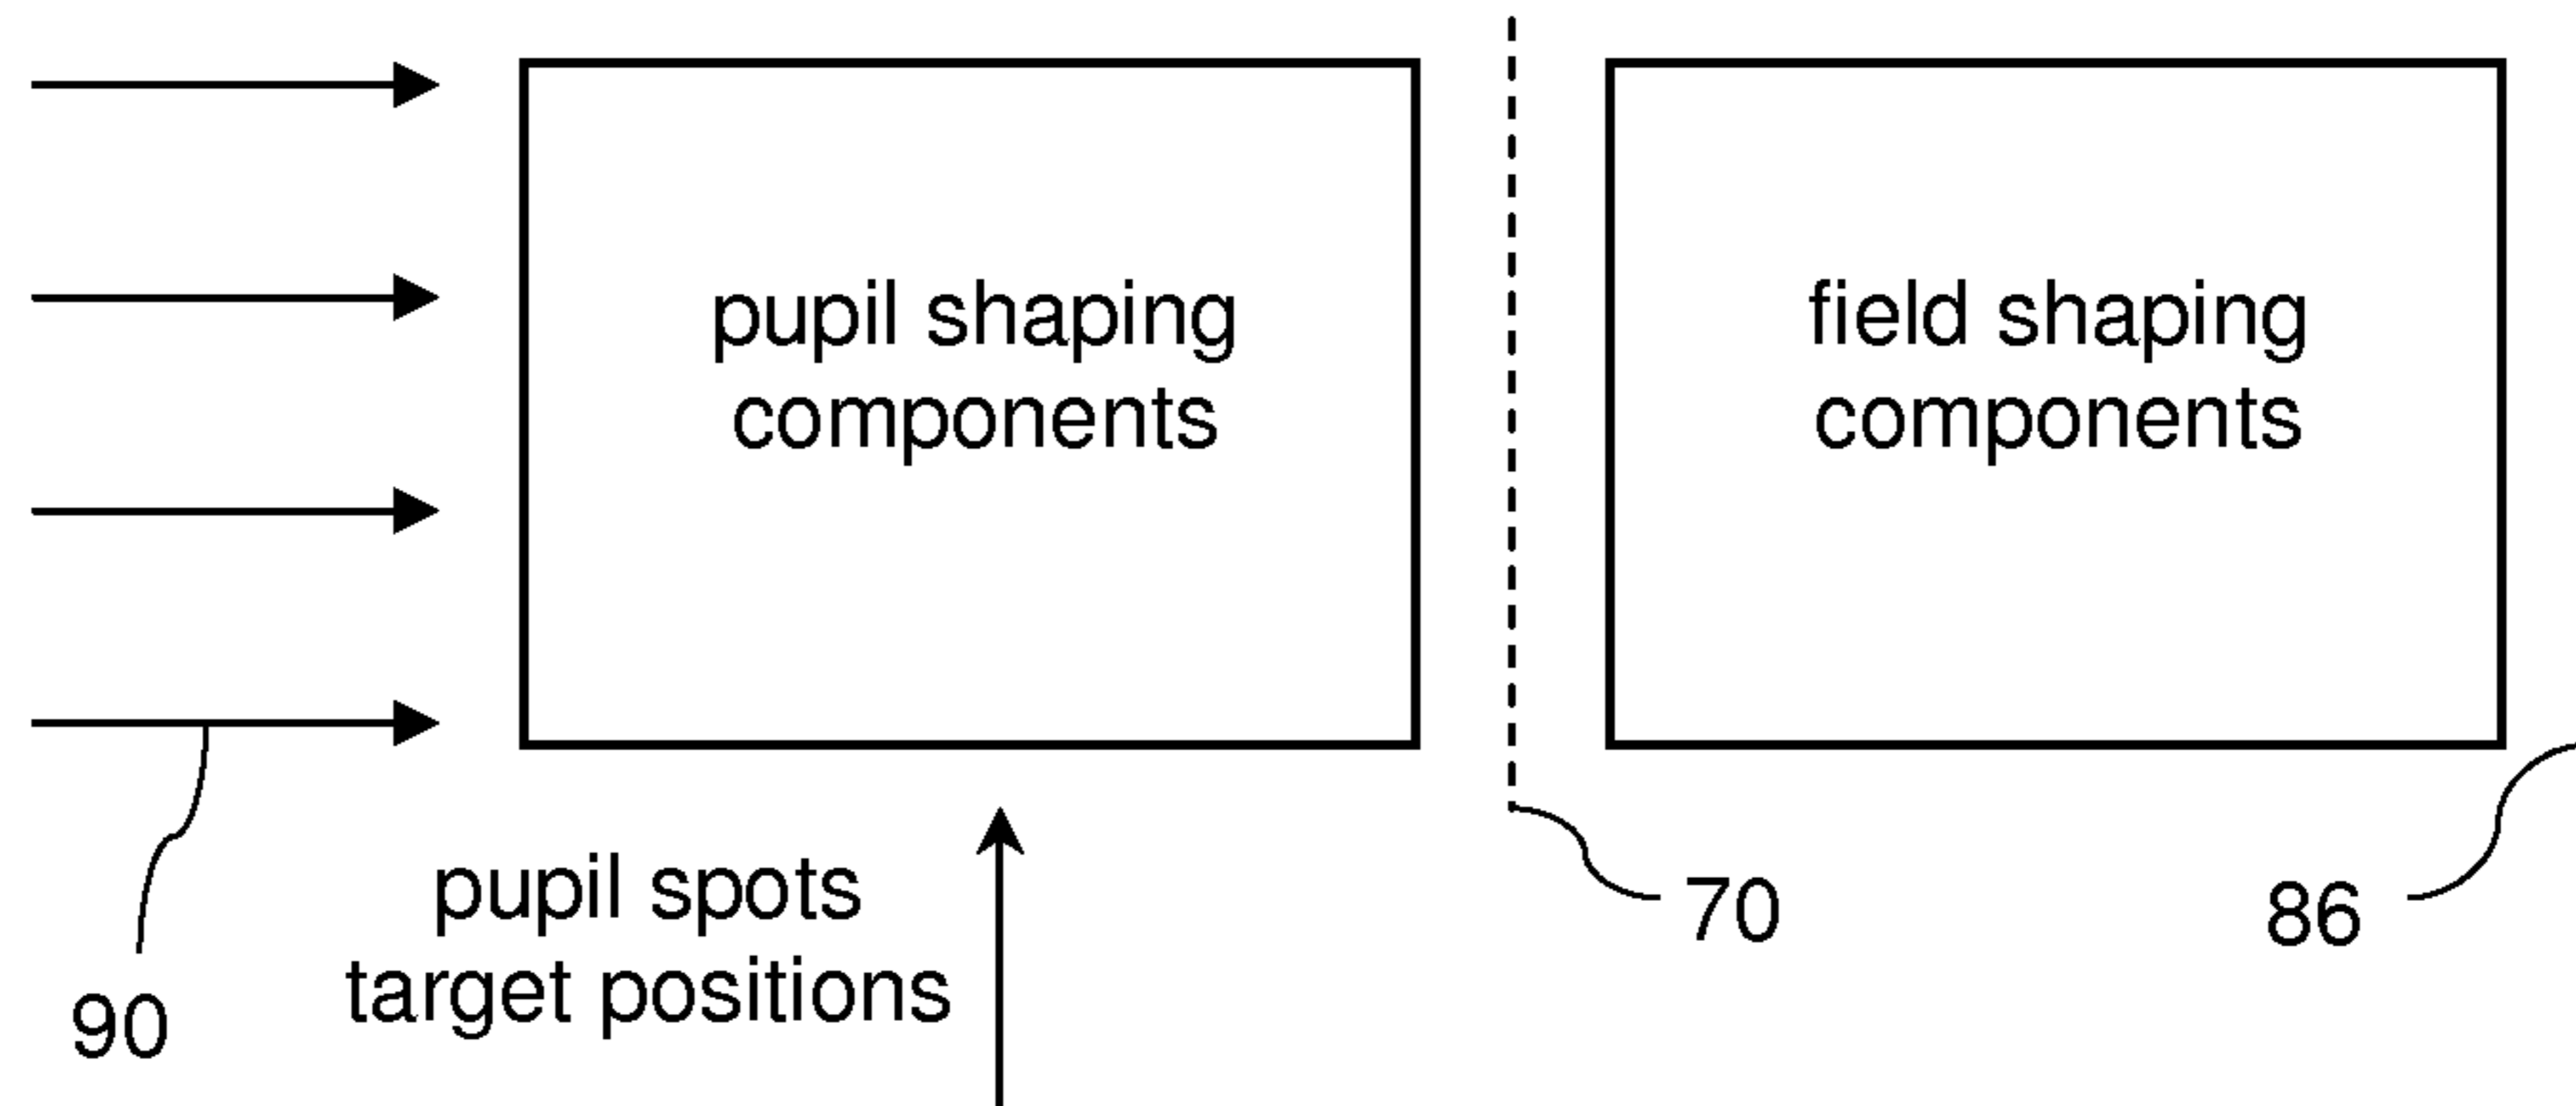 pupil shaping
components
field shaping
components
pupil spots
target positions
70
86
90